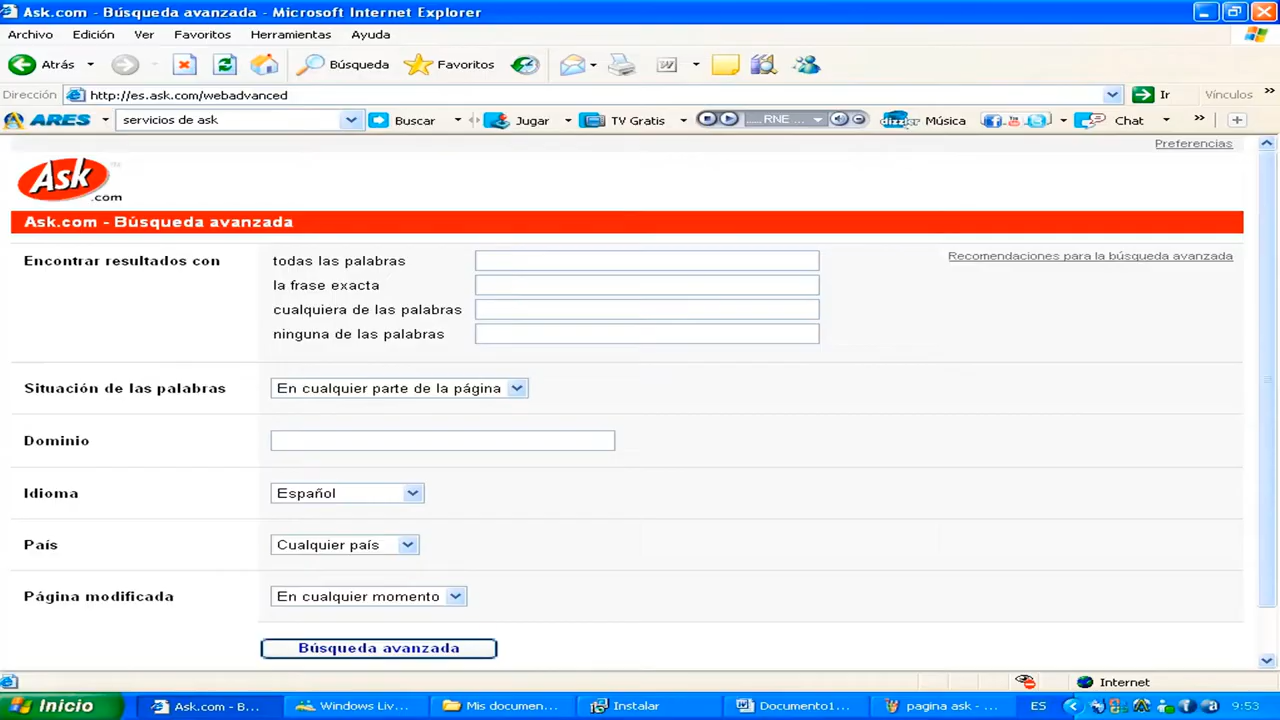 Ask.com - Búsqueda avanzada - Microsoft Internet Explorer
Archivo Edición Ver Favoritos Herramientas Ayuda
Atrás Búsqueda Favoritos
Dirección http://es.ask.com/webadvanced Ir Vínculos »
ARES servicios de ask Buscar Jugar TV Gratis RNE ... dizzler Música Chat »
Preferencias
Ask
.com
Ask.com - Búsqueda avanzada
Encontrar resultados con todas las palabras Recomendaciones para la búsqueda avanzada
la frase exacta
cualquiera de las palabras
ninguna de las palabras
Situación de las palabras En cualquier parte de la página
Dominio
Idioma Español
País Cualquier país
Página modificada En cualquier momento
Búsqueda avanzada
Internet
Inicio Ask.com - B... Windows Liv... Mis documen... Instalar Documento1... pagina ask - ... ES 9:53